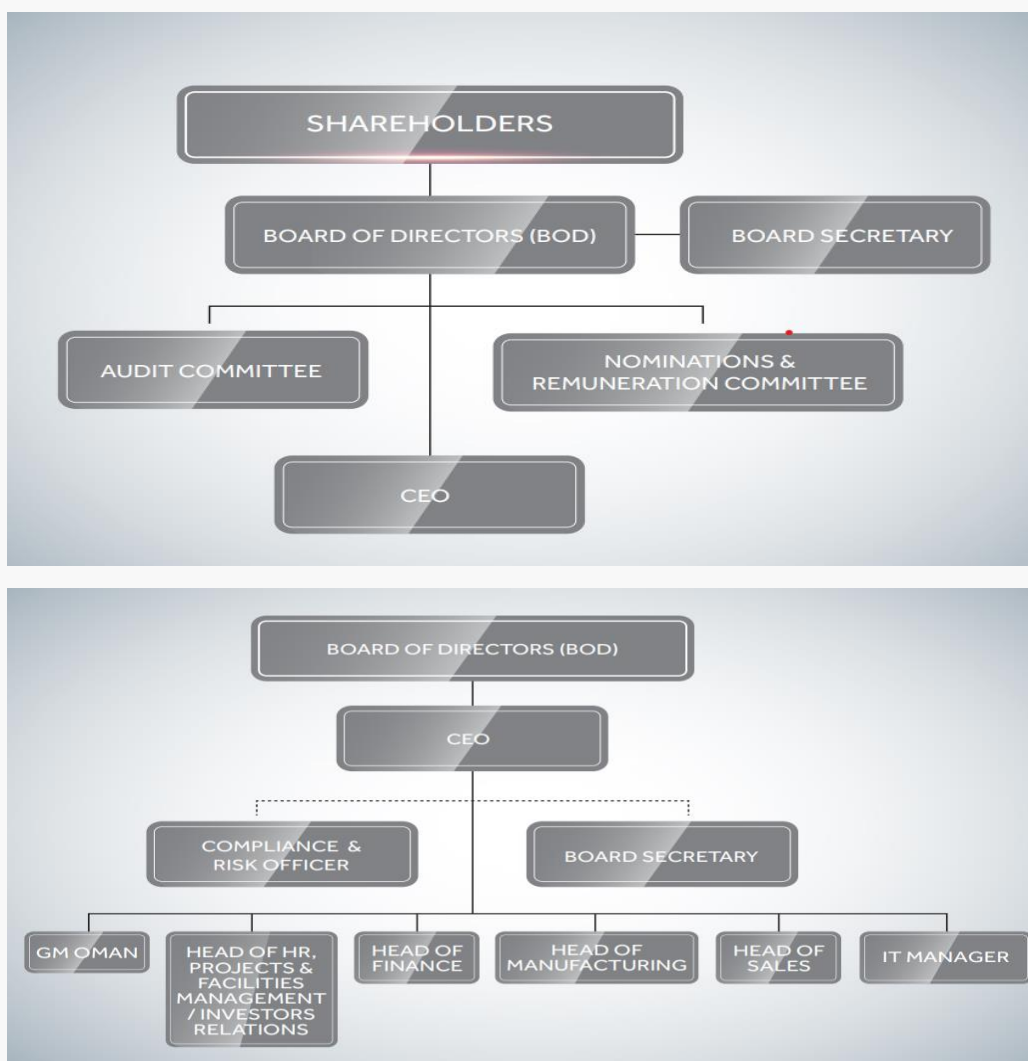 SHAREHOLDERS
BOARD OF DIRECTORS (BOD)
BOARD SECRETARY
AUDIT COMMITTEE
NOMINATIONS &
REMUNERATION COMMITTEE
CEO
BOARD OF DIRECTORS (BOD)
CEO
COMPLIANCE &
RISK OFFICER
BOARD SECRETARY
GM OMAN
HEAD OF HR,
PROJECTS &
FACILITIES
MANAGEMENT
/ INVESTORS
RELATIONS
HEAD OF
FINANCE
HEAD OF
MANUFACTURING
HEAD OF
SALES
IT MANAGER